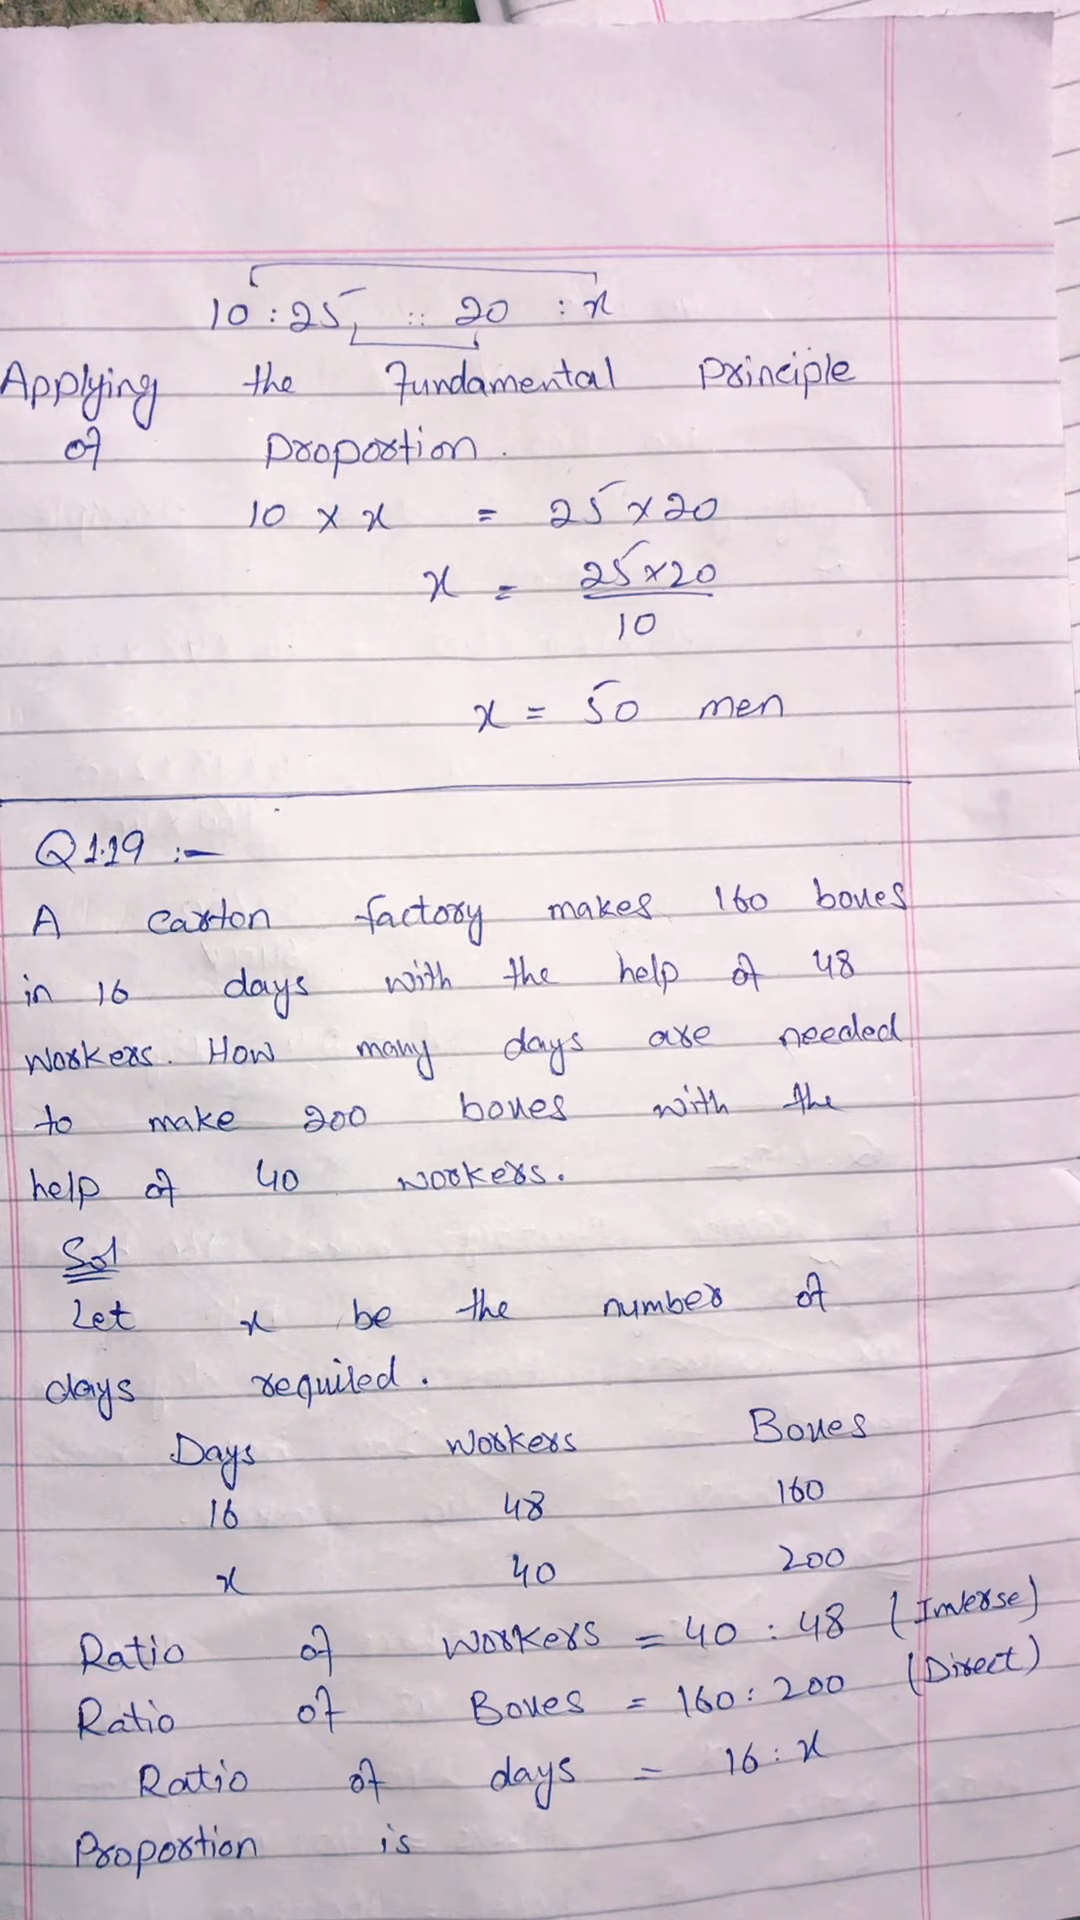 10 : 25 :: 20 : x
Applying the Fundamental Principle
of Proportion.
10 × x = 25 × 20
x = 25×20
10
x = 50 men
Q1.19 :-
A carton factory makes 160 boxes
in 16 days with the help of 48
workers. How many days are needed
to make 200 boxes with the
help of 40 workers.
Sol
Let x be the number of
days required.
Days Workers Boxes
16 48 160
x 40 200
Ratio of workers = 40 : 48 (Inverse)
Ratio of Boxes = 160 : 200 (Direct)
Ratio of days = 16 : x
Proportion is